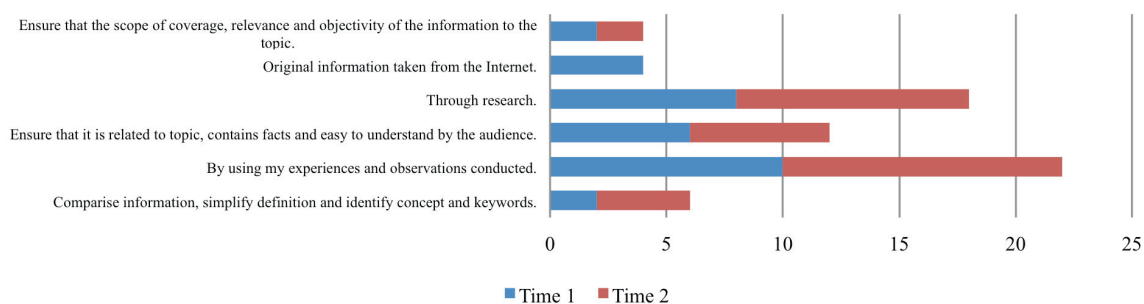 Ensure that the scope of coverage, relevance and objectivity of the information to the
topic.
Original information taken from the Internet.
Through research.
Ensure that it is related to topic, contains facts and easy to understand by the audience.
By using my experiences and observations conducted.
Comparise information, simplify definition and identify concept and keywords.
0 5 10 15 20 25
Time 1 Time 2